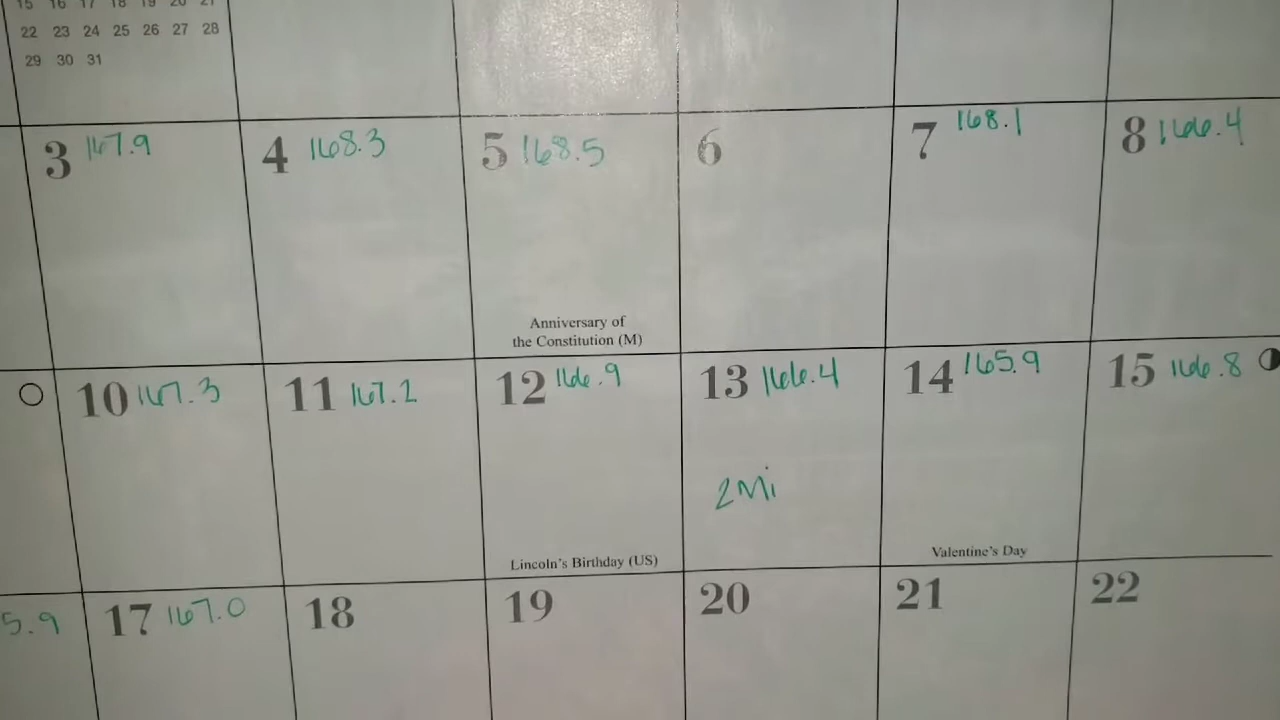 15 16 17 18 19 20 21
22 23 24 25 26 27 28
29 30 31
3 167.9
4 168.3
5 168.5
6
7 168.1
8 166.4
Anniversary of
the Constitution (M)
10 167.3
11 167.2
12 166.9
13 166.4
14 165.9
15 166.8
2 Mi
Lincoln's Birthday (US)
Valentine's Day
5.9
17 167.0
18
19
20
21
22